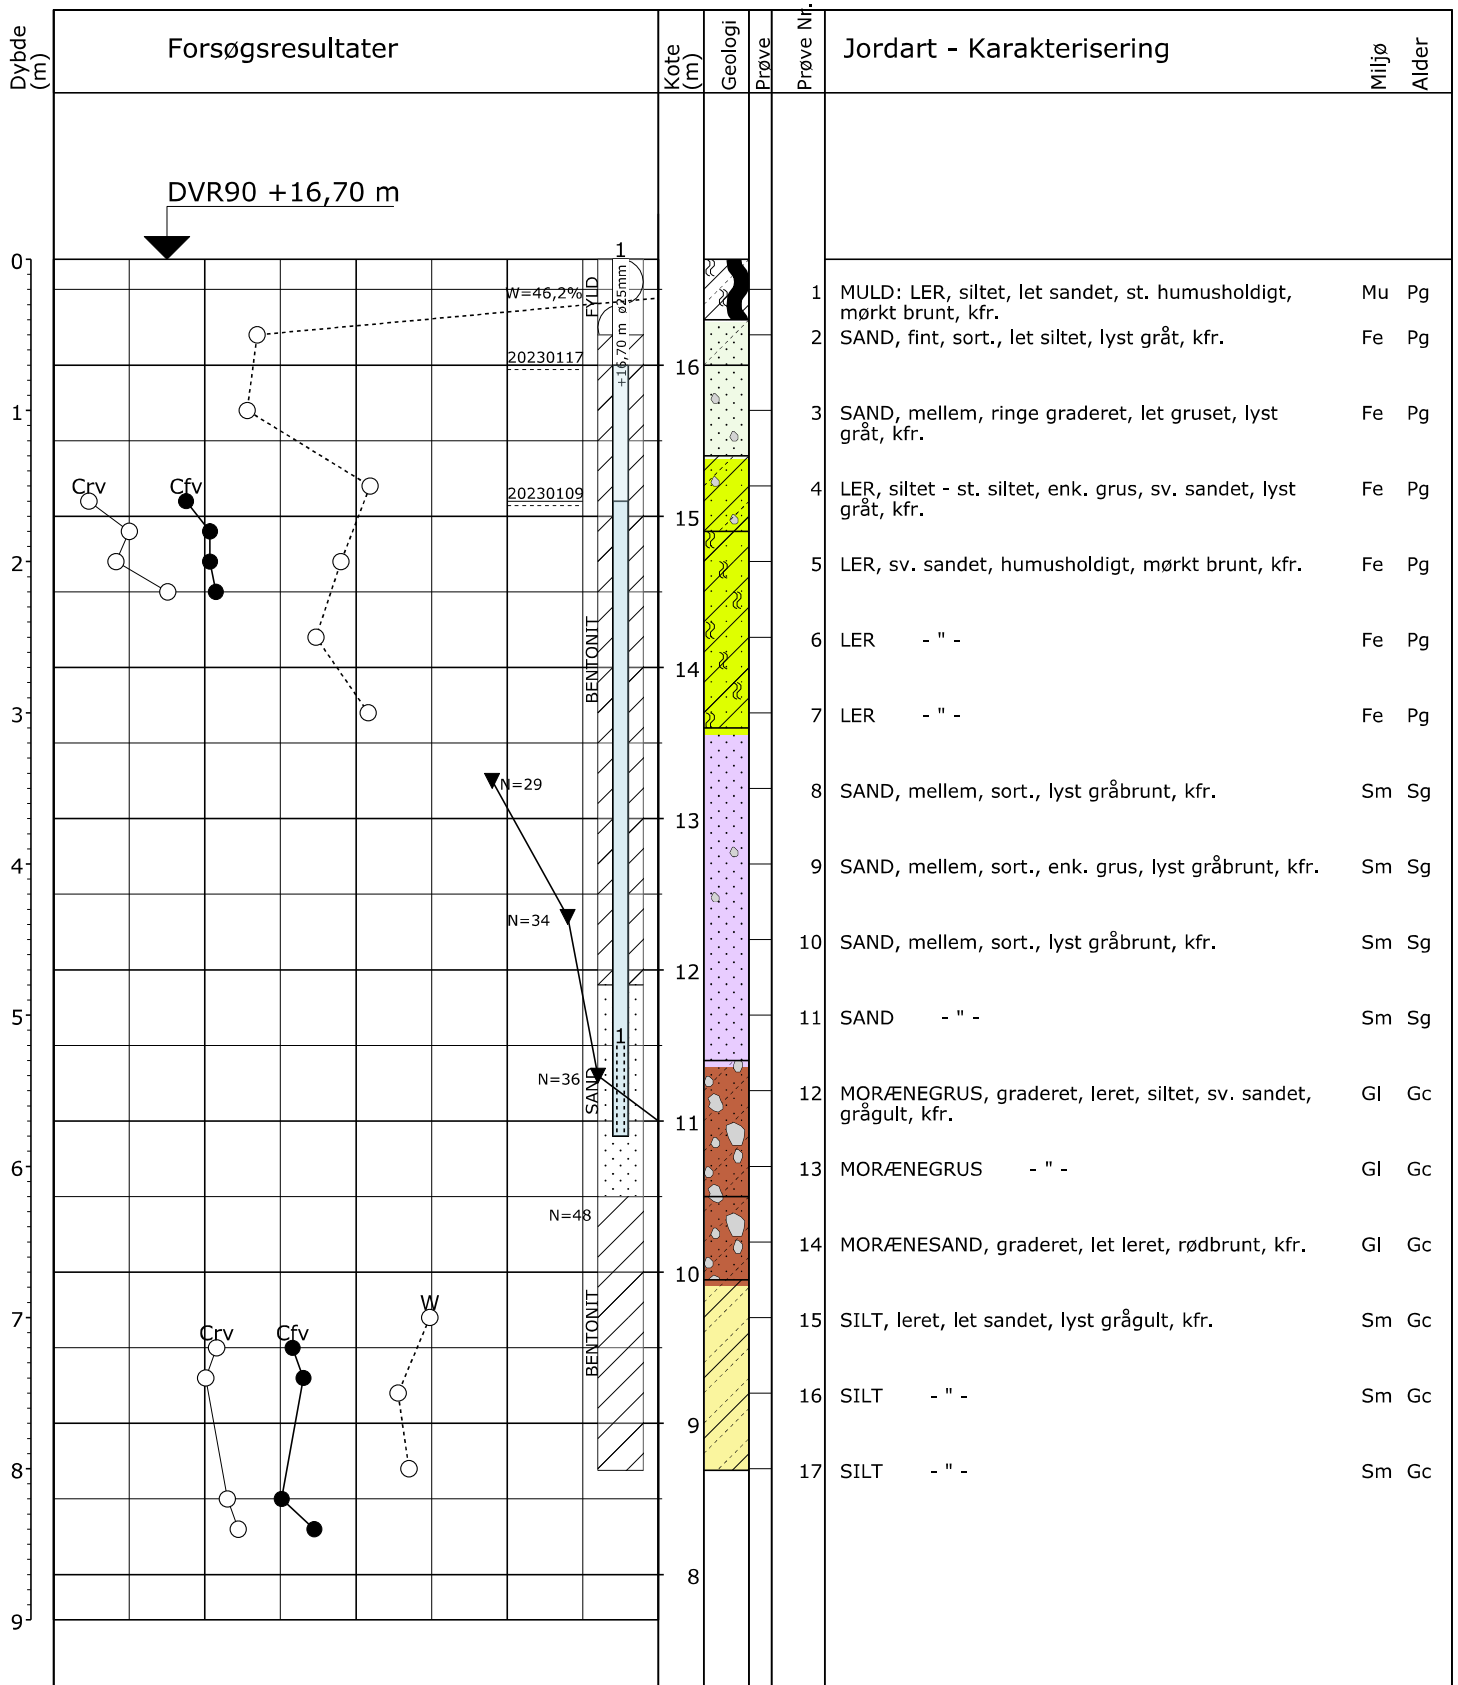 Dybde (m)
Forsøgsresultater
Kote (m)
Geologi
Prøve
Prøve Nr.
Jordart - Karakterisering
Miljø
Alder
DVR90 +16,70 m
0
1
2
3
4
5
6
7
8
9
W=46,2%
20230117
20230109
Crv
Cfv
N=29
N=34
N=36
N=48
W
Crv
Cfv
1
+16,70 m ø25mm
FYLD
BENTONIT
1
SAND
BENTONIT
16
15
14
13
12
11
10
9
8
1 MULD: LER, siltet, let sandet, st. humusholdigt, Mu Pg
mørkt brunt, kfr.
2 SAND, fint, sort., let siltet, lyst gråt, kfr. Fe Pg
3 SAND, mellem, ringe graderet, let gruset, lyst Fe Pg
gråt, kfr.
4 LER, siltet - st. siltet, enk. grus, sv. sandet, lyst Fe Pg
gråt, kfr.
5 LER, sv. sandet, humusholdigt, mørkt brunt, kfr. Fe Pg
6 LER - " - Fe Pg
7 LER - " - Fe Pg
8 SAND, mellem, sort., lyst gråbrunt, kfr. Sm Sg
9 SAND, mellem, sort., enk. grus, lyst gråbrunt, kfr. Sm Sg
10 SAND, mellem, sort., lyst gråbrunt, kfr. Sm Sg
11 SAND - " - Sm Sg
12 MORÆNEGRUS, graderet, leret, siltet, sv. sandet, Gl Gc
grågult, kfr.
13 MORÆNEGRUS - " - Gl Gc
14 MORÆNESAND, graderet, let leret, rødbrunt, kfr. Gl Gc
15 SILT, leret, let sandet, lyst grågult, kfr. Sm Gc
16 SILT - " - Sm Gc
17 SILT - " - Sm Gc